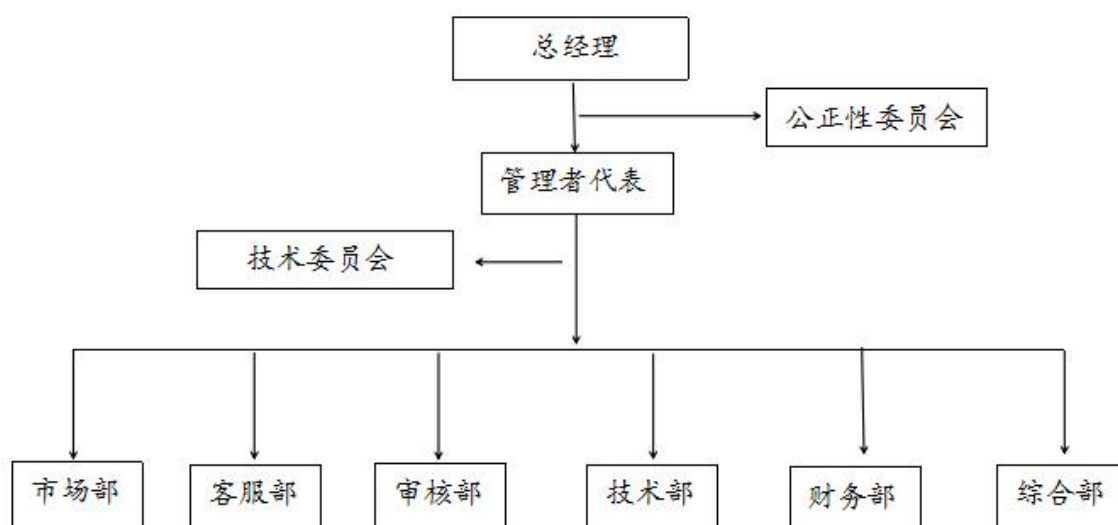 总经理
公正性委员会
管理者代表
技术委员会
市场部
客服部
审核部
技术部
财务部
综合部